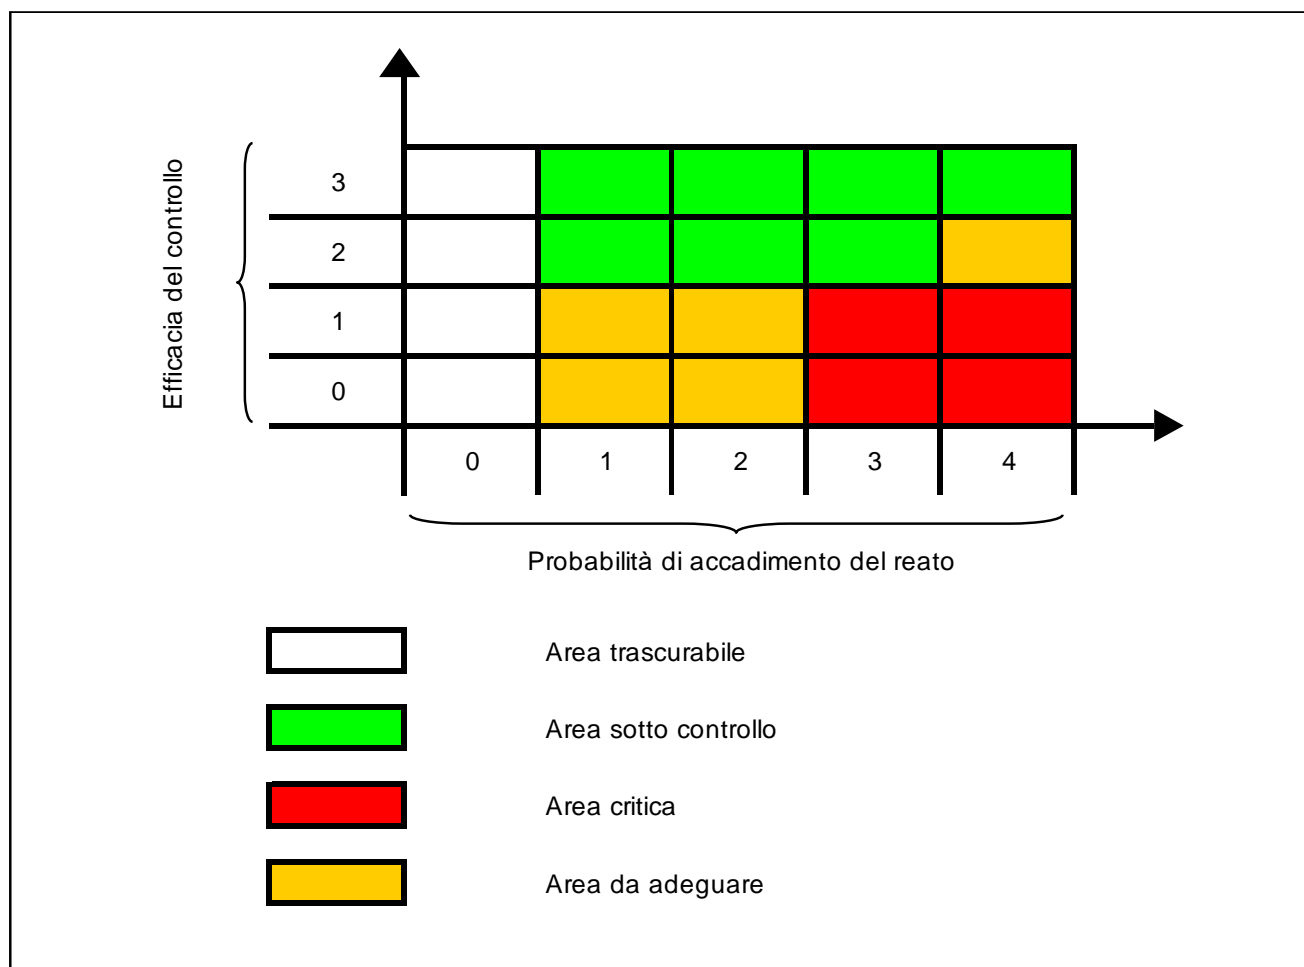 Efficacia del controllo
3
2
1
0
0 1 2 3 4
Probabilità di accadimento del reato
Area trascurabile
Area sotto controllo
Area critica
Area da adeguare